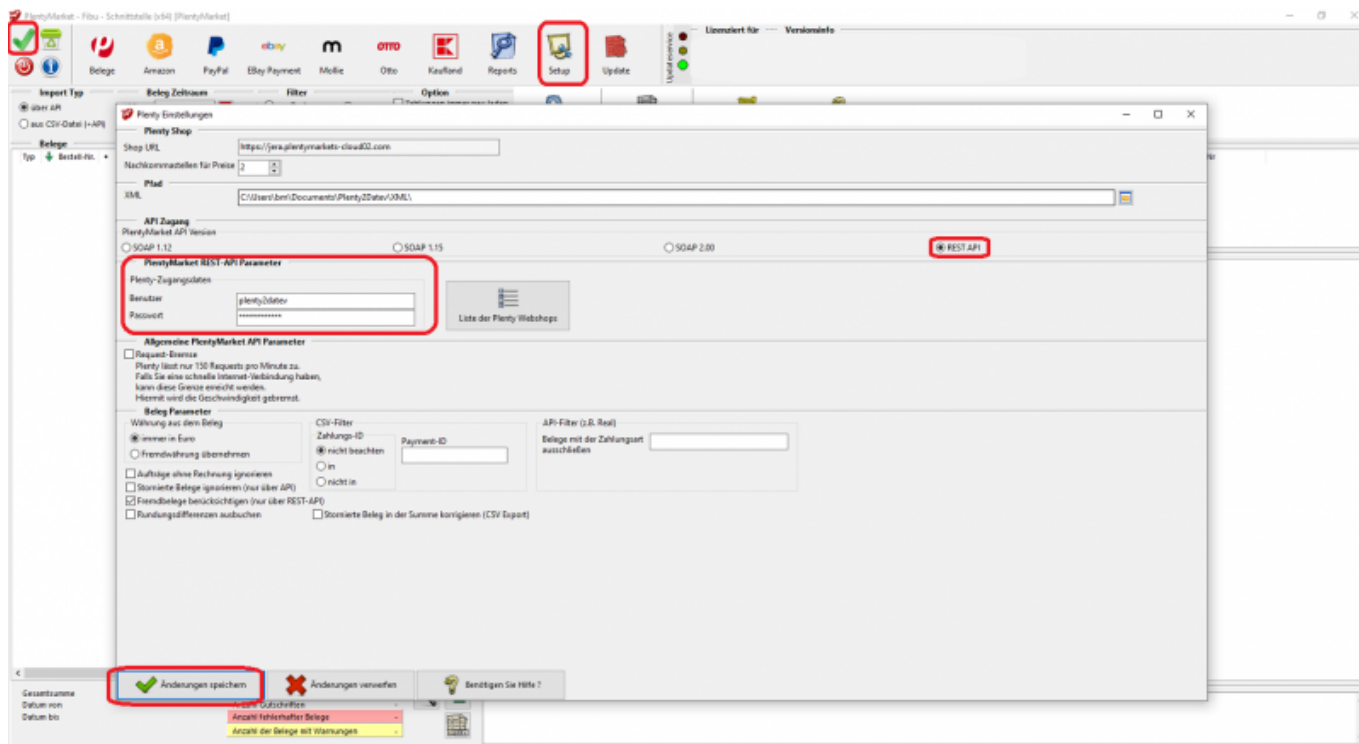 PlentyMarket - Fibu - Schnittstelle (x64) [PlentyMarket]
Belege
Amazon
PayPal
EBay Payment
Mollie
Otto
Kaufland
Reports
Setup
Update
Updateservice
Lizenziert für
Versionsinfo
ebay
OTTO
Import Typ
Beleg Zeitraum
Filter
Option
über API
aus CSV-Datei (+API)
Belege
Typ
Bestell-Nr.
Plenty Einstellungen
Plenty Shop
Shop URL
https://jera.plentymarkets-cloud02.com
Nachkommastellen für Preise
2
Pfad
XML
C:\Users\bm\Documents\Plenty2Datev\XML\
API Zugang
PlentyMarket API Version
SOAP 1.12
SOAP 1.15
SOAP 2.00
REST API
PlentyMarket REST-API Parameter
Plenty-Zugangsdaten
Benutzer
plenty2datev
Passwort
*************
Liste der Plenty Webshops
Allgemeine PlentyMarket API Parameter
Request-Bremse
Plenty lässt nur 150 Requests pro Minute zu.
Falls Sie eine schnelle Internet-Verbindung haben,
kann diese Grenze erreicht werden.
Hiermit wird die Geschwindigkeit gebremst.
Beleg Parameter
Währung aus dem Beleg
immer in Euro
Fremdwährung übernehmen
CSV-Filter
Zahlungs-ID
nicht beachten
in
nicht in
Payment-ID
API-Filter (z.B. Real)
Belege mit der Zahlungsart
ausschließen
Aufträge ohne Rechnung ignorieren
Stornierte Belege ignorieren (nur über API)
Fremdbelege berücksichtigen (nur über REST-API)
Rundungsdifferenzen ausbuchen
Stornierte Beleg in der Summe korrigieren (CSV Export)
Änderungen speichern
Änderungen verwerfen
Benötigen Sie Hilfe ?
Gesamtsumme
Datum von
Datum bis
Anzahl Gutschriften
Anzahl fehlerhafter Belege
Anzahl der Belege mit Warnungen